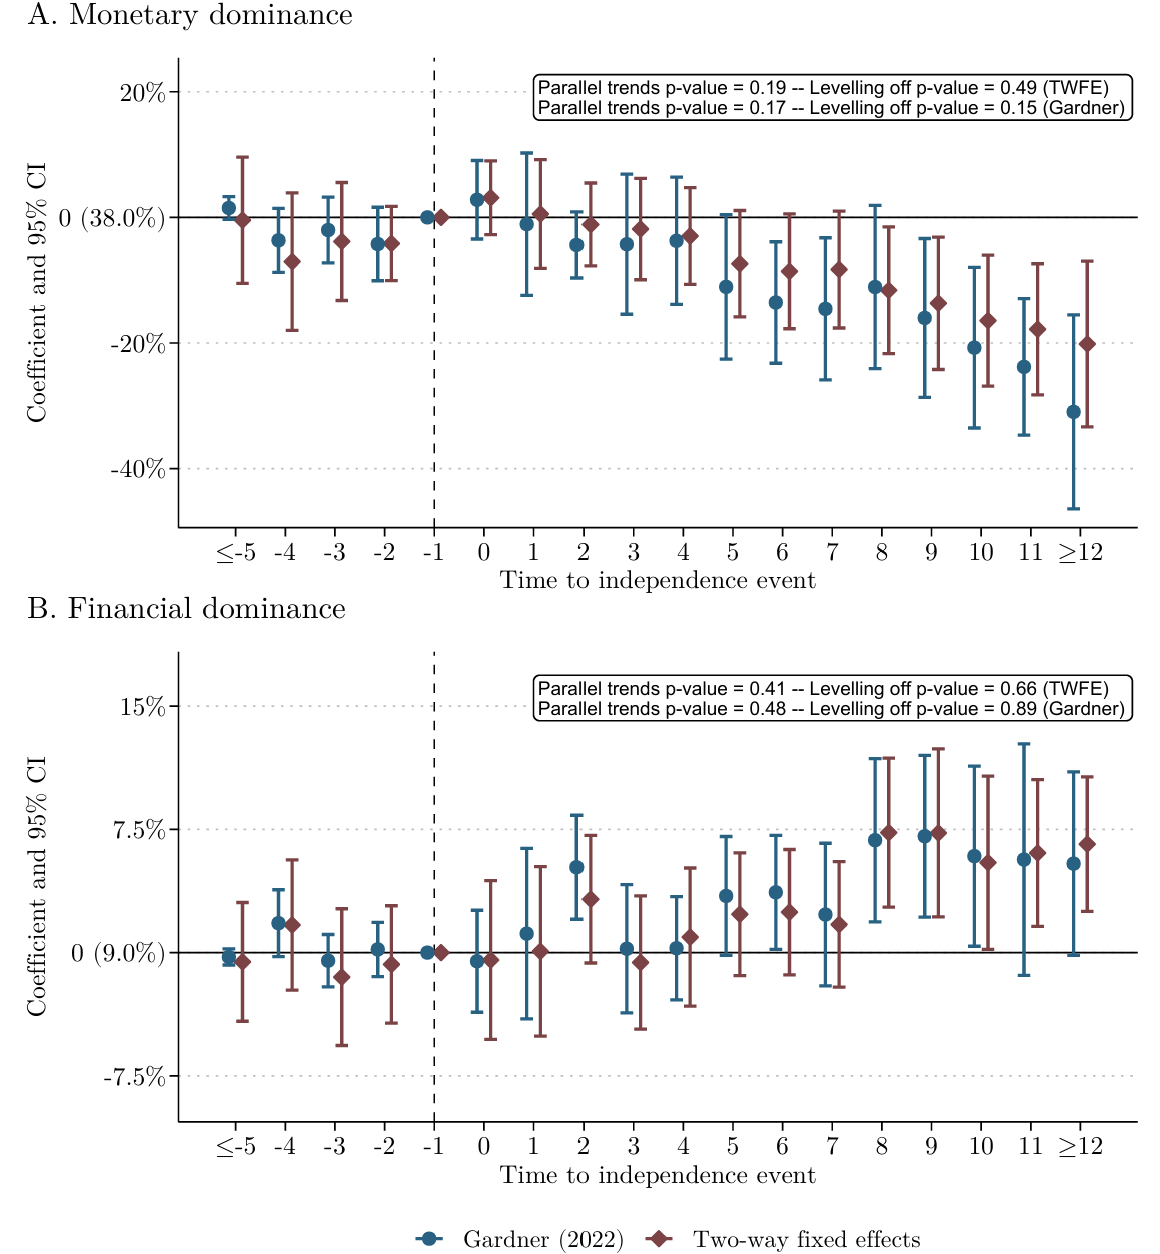 A. Monetary dominance
Parallel trends p-value = 0.19 -- Levelling off p-value = 0.49 (TWFE)
Parallel trends p-value = 0.17 -- Levelling off p-value = 0.15 (Gardner)
Coefficient and 95% CI
20%
0 (38.0%)
-20%
-40%
≤-5 -4 -3 -2 -1 0 1 2 3 4 5 6 7 8 9 10 11 ≥12
Time to independence event
B. Financial dominance
Parallel trends p-value = 0.41 -- Levelling off p-value = 0.66 (TWFE)
Parallel trends p-value = 0.48 -- Levelling off p-value = 0.89 (Gardner)
Coefficient and 95% CI
15%
7.5%
0 (9.0%)
-7.5%
≤-5 -4 -3 -2 -1 0 1 2 3 4 5 6 7 8 9 10 11 ≥12
Time to independence event
Gardner (2022) Two-way fixed effects